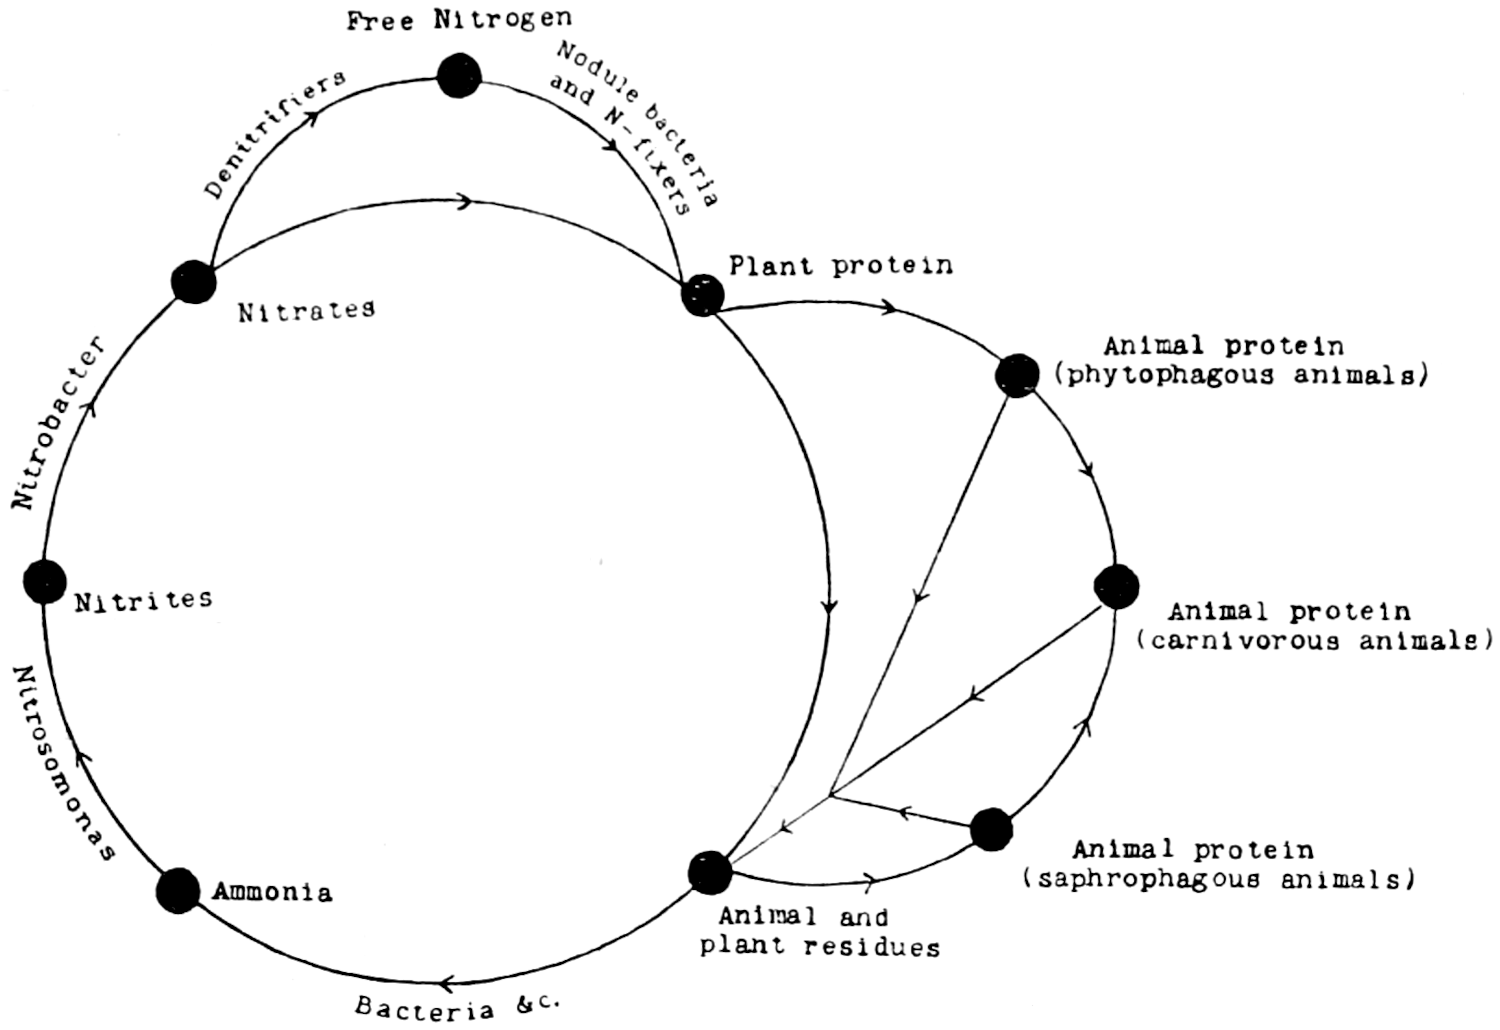 Free Nitrogen
Denitrifiers
Nodule bacteria
and N-fixers
Nitrates
Plant protein
Animal protein
(phytophagous animals)
Nitrobacter
Nitrites
Animal protein
(carnivorous animals)
Nitrosomonas
Ammonia
Animal protein
(saphrophagous animals)
Animal and
plant residues
Bacteria &c.